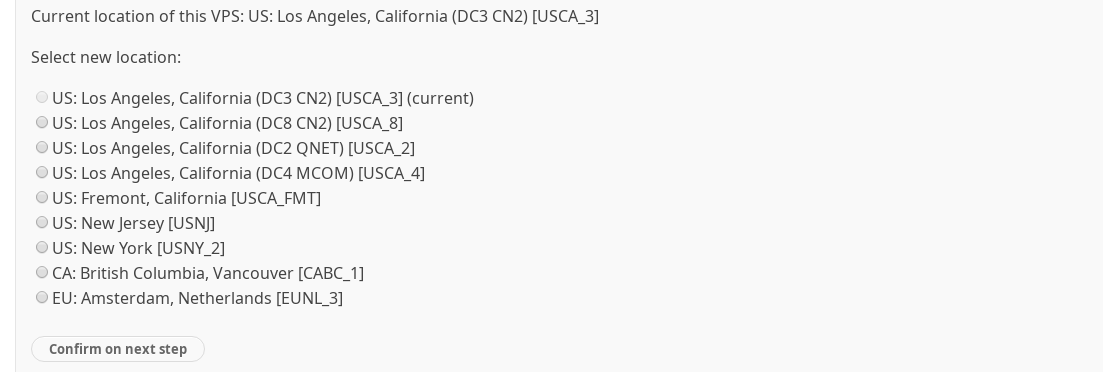 Current location of this VPS: US: Los Angeles, California (DC3 CN2) [USCA_3]
Select new location:
US: Los Angeles, California (DC3 CN2) [USCA_3] (current)
US: Los Angeles, California (DC8 CN2) [USCA_8]
US: Los Angeles, California (DC2 QNET) [USCA_2]
US: Los Angeles, California (DC4 MCOM) [USCA_4]
US: Fremont, California [USCA_FMT]
US: New Jersey [USNJ]
US: New York [USNY_2]
CA: British Columbia, Vancouver [CABC_1]
EU: Amsterdam, Netherlands [EUNL_3]
Confirm on next step